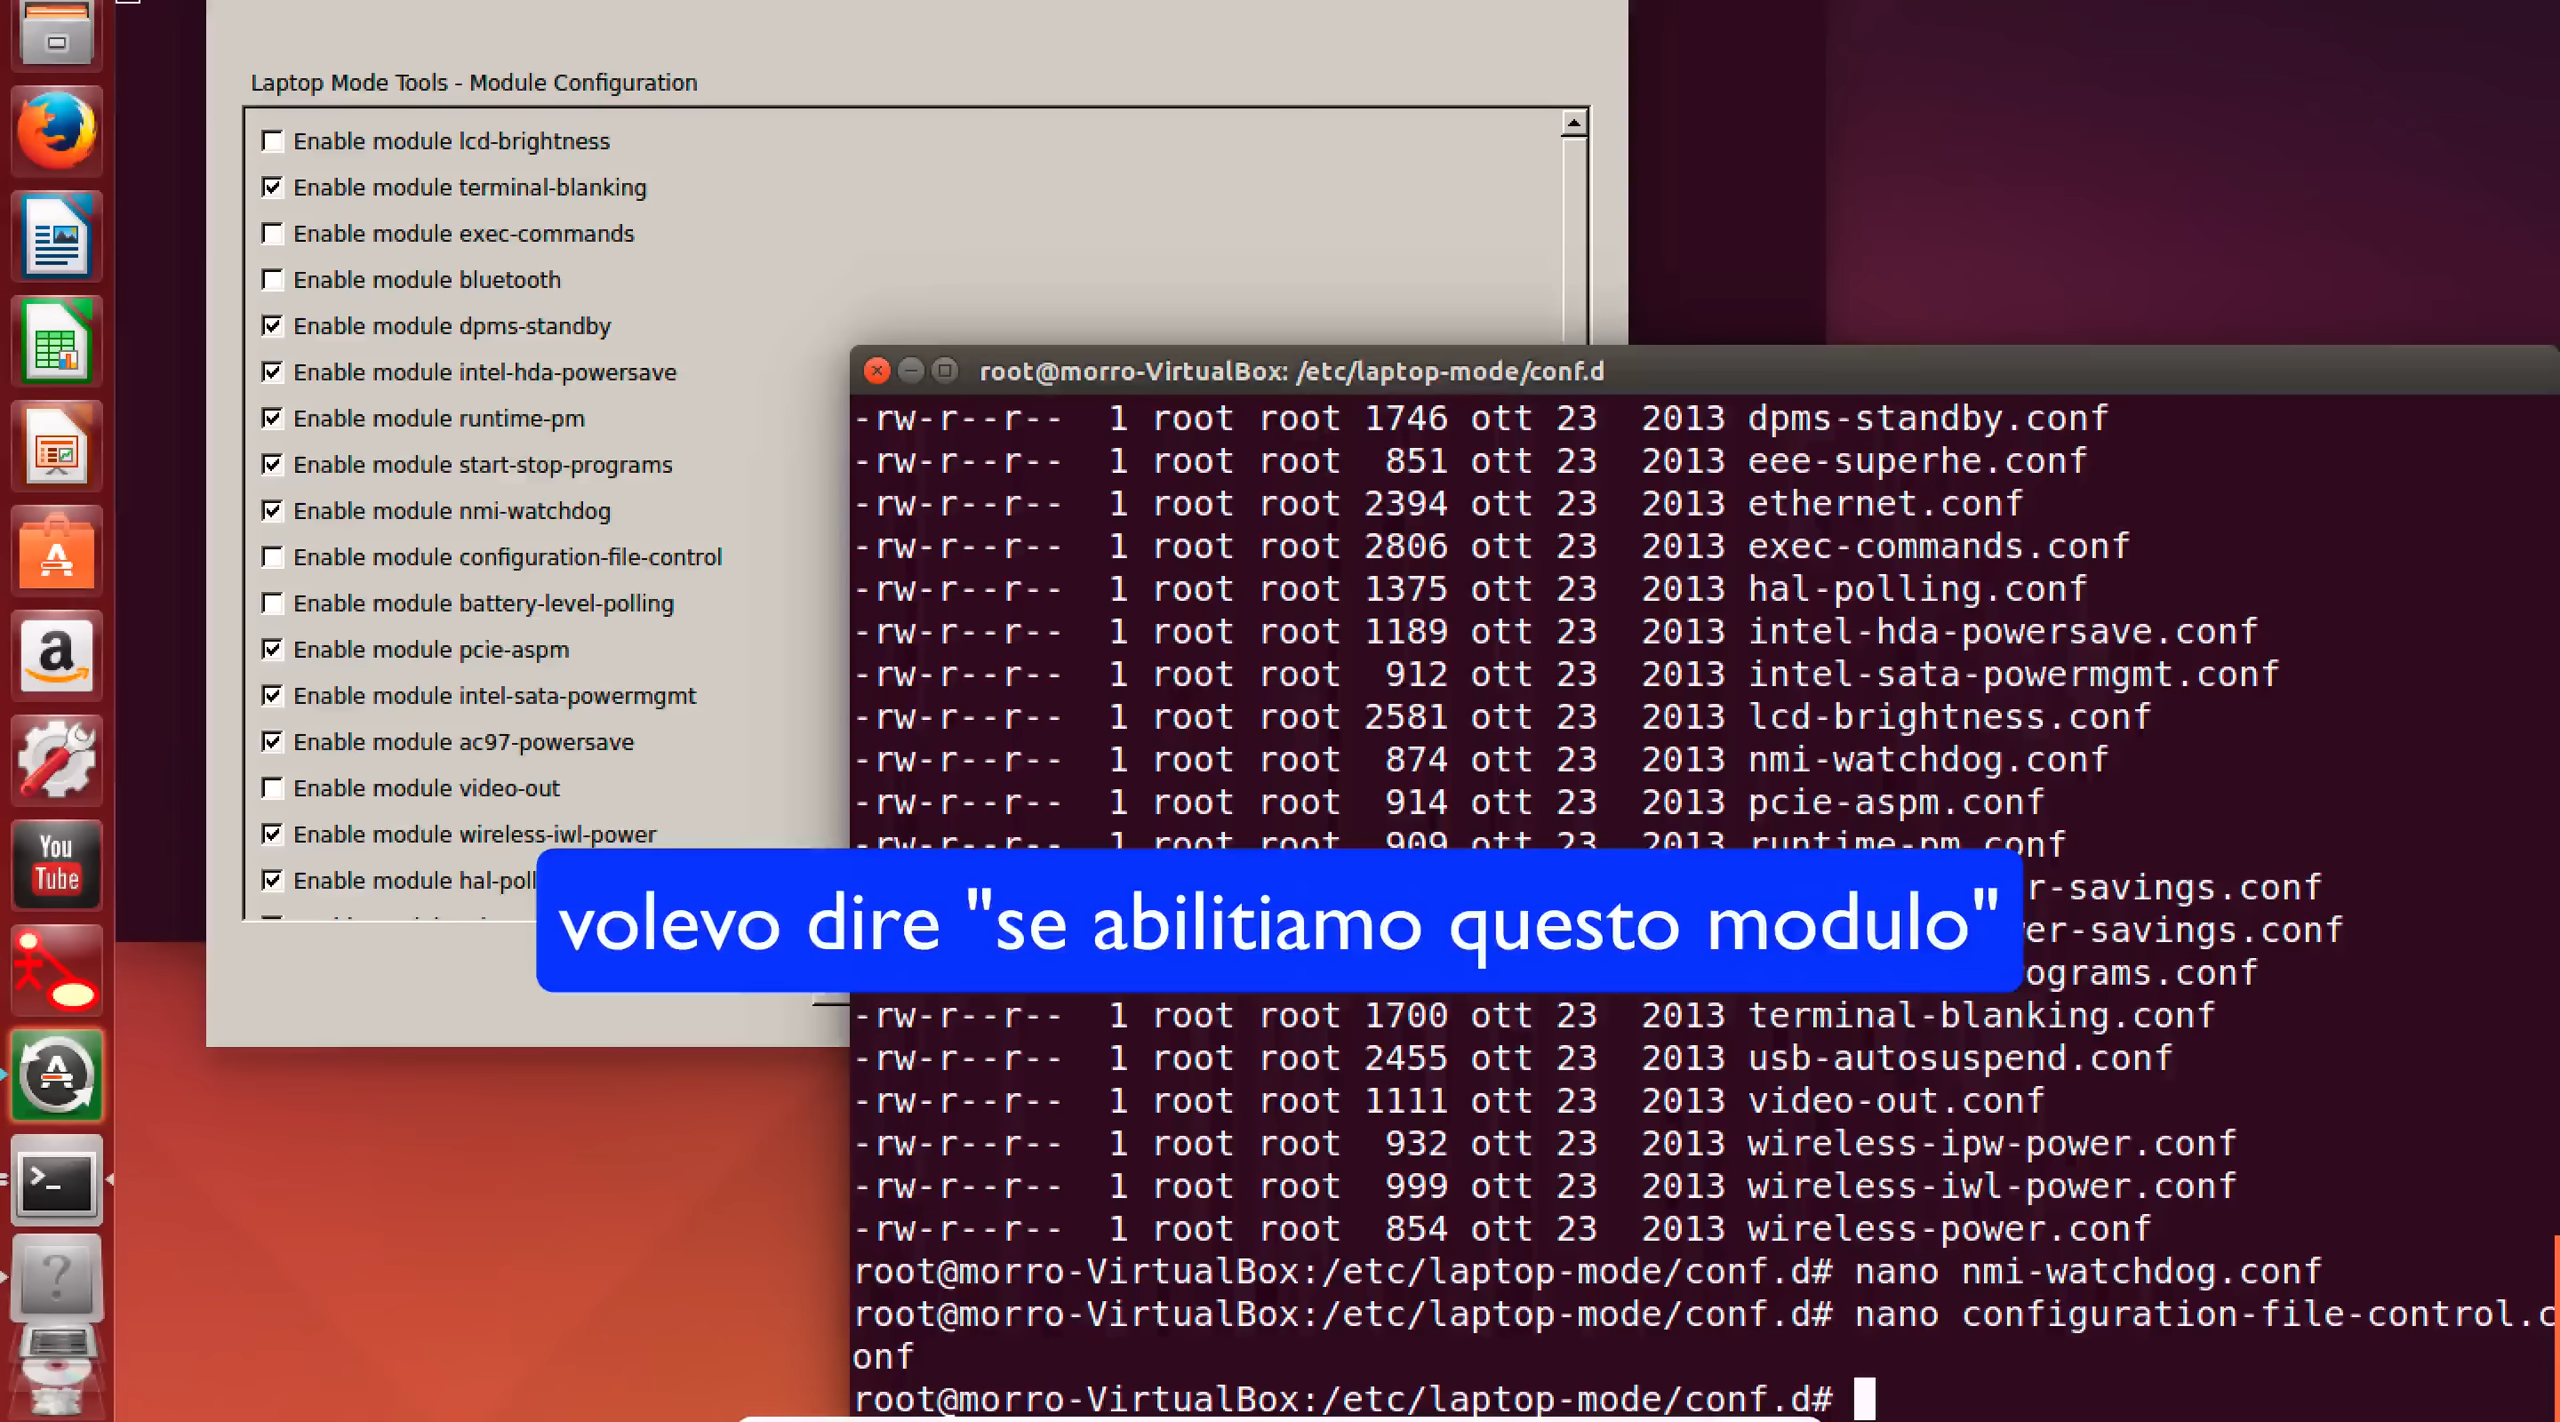 Laptop Mode Tools - Module Configuration
Enable module lcd-brightness
Enable module terminal-blanking
Enable module exec-commands
Enable module bluetooth
Enable module dpms-standby
Enable module intel-hda-powersave
Enable module runtime-pm
Enable module start-stop-programs
Enable module nmi-watchdog
Enable module configuration-file-control
Enable module battery-level-polling
Enable module pcie-aspm
Enable module intel-sata-powermgmt
Enable module ac97-powersave
Enable module video-out
Enable module wireless-iwl-power
Enable module hal-poll
root@morro-VirtualBox: /etc/laptop-mode/conf.d
-rw-r--r-- 1 root root 1746 ott 23 2013 dpms-standby.conf
-rw-r--r-- 1 root root 851 ott 23 2013 eee-superhe.conf
-rw-r--r-- 1 root root 2394 ott 23 2013 ethernet.conf
-rw-r--r-- 1 root root 2806 ott 23 2013 exec-commands.conf
-rw-r--r-- 1 root root 1375 ott 23 2013 hal-polling.conf
-rw-r--r-- 1 root root 1189 ott 23 2013 intel-hda-powersave.conf
-rw-r--r-- 1 root root 912 ott 23 2013 intel-sata-powermgmt.conf
-rw-r--r-- 1 root root 2581 ott 23 2013 lcd-brightness.conf
-rw-r--r-- 1 root root 874 ott 23 2013 nmi-watchdog.conf
-rw-r--r-- 1 root root 914 ott 23 2013 pcie-aspm.conf
-rw-r--r-- 1 root root 909 ott 23 2013 runtime-pm.conf
r-savings.conf
er-savings.conf
ograms.conf
volevo dire "se abilitiamo questo modulo"
-rw-r--r-- 1 root root 1700 ott 23 2013 terminal-blanking.conf
-rw-r--r-- 1 root root 2455 ott 23 2013 usb-autosuspend.conf
-rw-r--r-- 1 root root 1111 ott 23 2013 video-out.conf
-rw-r--r-- 1 root root 932 ott 23 2013 wireless-ipw-power.conf
-rw-r--r-- 1 root root 999 ott 23 2013 wireless-iwl-power.conf
-rw-r--r-- 1 root root 854 ott 23 2013 wireless-power.conf
root@morro-VirtualBox:/etc/laptop-mode/conf.d# nano nmi-watchdog.conf
root@morro-VirtualBox:/etc/laptop-mode/conf.d# nano configuration-file-control.c
onf
root@morro-VirtualBox:/etc/laptop-mode/conf.d#
You
Tube